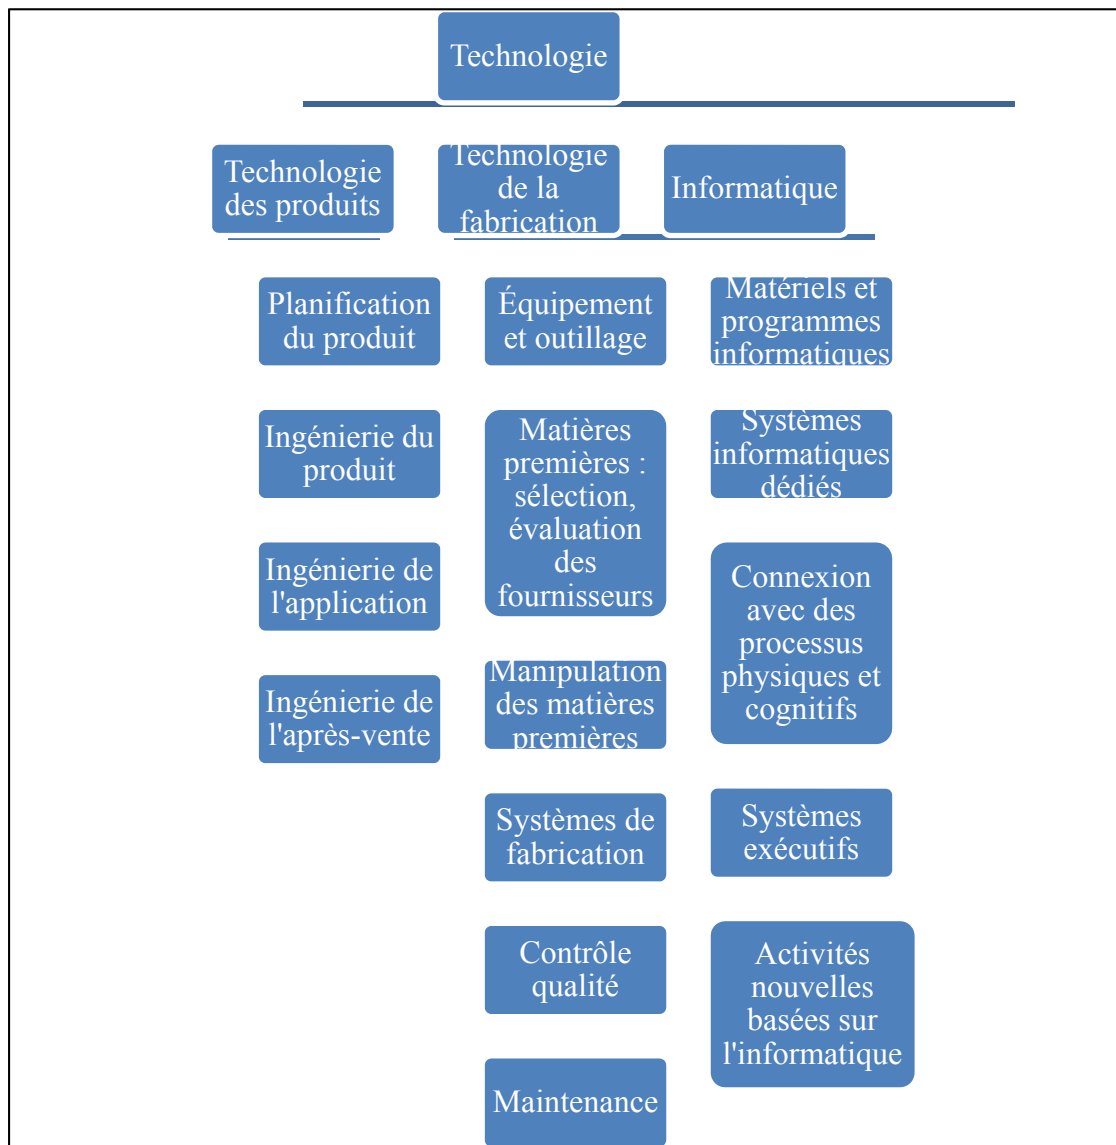 Technologie
Technologie
des produits
Technologie
de la
fabrication
Informatique
Planification
du produit
Ingénierie du
produit
Ingénierie de
l'application
Ingénierie de
l'après-vente
Équipement
et outillage
Matières
premières :
sélection,
évaluation
des
fournisseurs
Manipulation
des matières
premières
Systèmes de
fabrication
Contrôle
qualité
Maintenance
Matériels et
programmes
informatiques
Systèmes
informatiques
dédiés
Connexion
avec des
processus
physiques et
cognitifs
Systèmes
exécutifs
Activités
nouvelles
basées sur
l'informatique